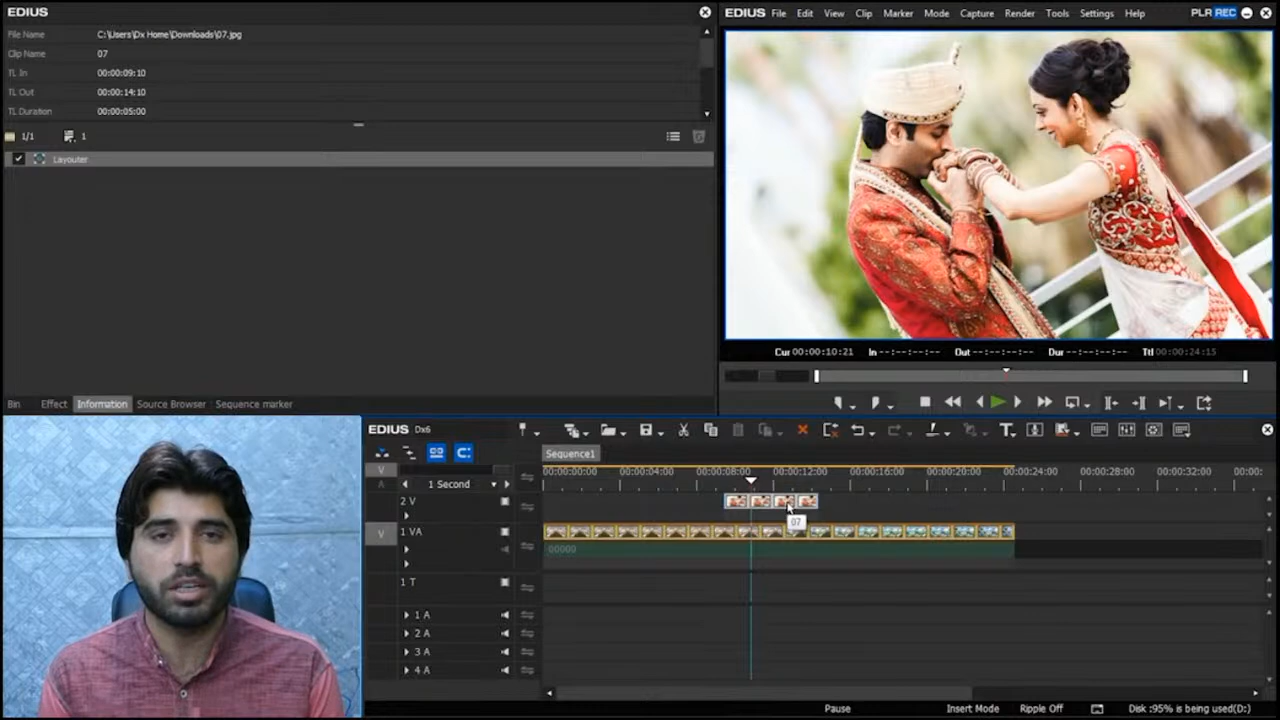 EDIUS
File Name C:\Users\Dx Home\Downloads\07.jpg
Clip Name 07
TL In 00:00:09:10
TL Out 00:00:14:10
TL Duration 00:00:05:00
1/1 1
Layouter
Bin Effect Information Source Browser Sequence marker
EDIUS File Edit View Clip Marker Mode Capture Render Tools Settings Help PLR REC
Cur 00:00:10:21 In --:--:--:-- Out --:--:--:-- Dur --:--:--:-- Ttl 00:00:24:15
EDIUS Dx6
Sequence1
V
A
1 Second
00:00:00:00 00:00:04:00 00:00:08:00 00:00:12:00 00:00:16:00 00:00:20:00 00:00:24:00 00:00:28:00 00:00:32:00 00:00:
2 V
07
V
1 VA
00000
1 T
1 A
2 A
3 A
4 A
Pause Insert Mode Ripple Off Disk :95% is being used(D:)